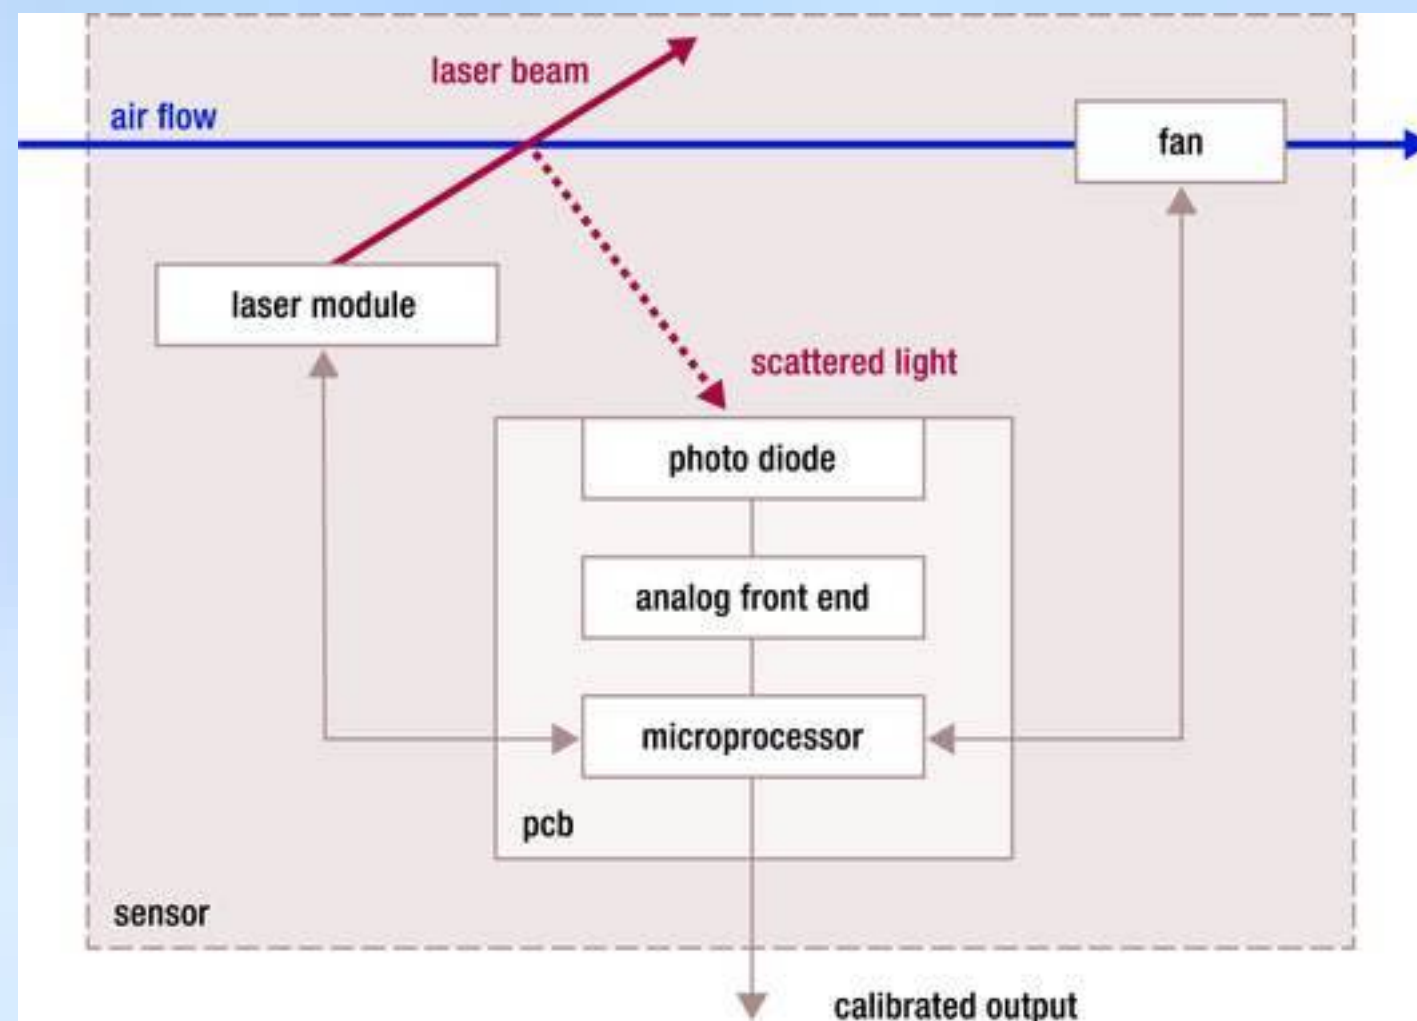 laser beam
air flow
fan
laser module
scattered light
photo diode
analog front end
microprocessor
pcb
sensor
calibrated output